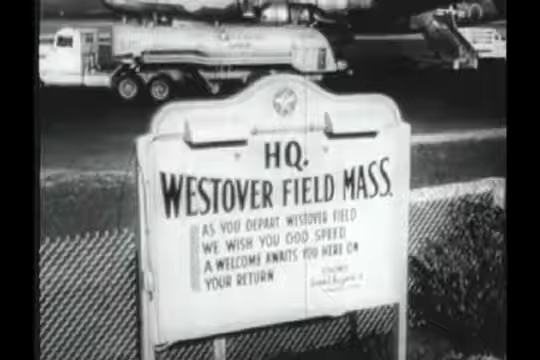 HQ.
WESTOVER FIELD MASS.
AS YOU DEPART WESTOVER FIELD
WE WISH YOU GOD SPEED
A WELCOME AWAITS YOU HERE ON
YOUR RETURN